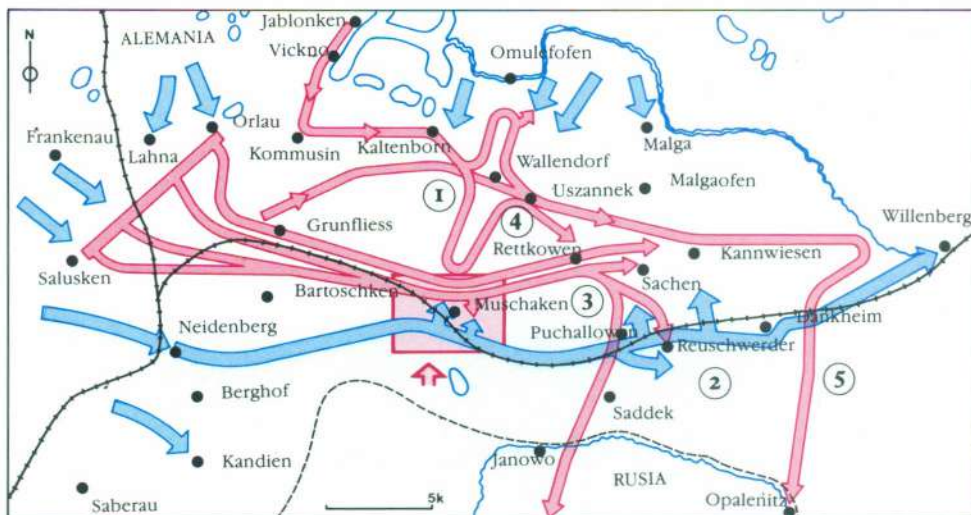 Jablonken
N
ALEMANIA
Vickno
Omulefofen
Orlau
Frankenau
Lahna
Kommusin
Kaltenborn
Malga
Wallendorf
1
Uszannek
Malgaofen
4
Willenberg
Grunfliess
Rettkowen
Kannwiesen
Salusken
Sachen
Bartoschken
Muschaken
3
Neidenberg
Puchallowen
Dankheim
Reuschwerder
2
5
Berghof
Saddek
Kandien
Janowo
RUSIA
Saberau
5k
Opalenitz